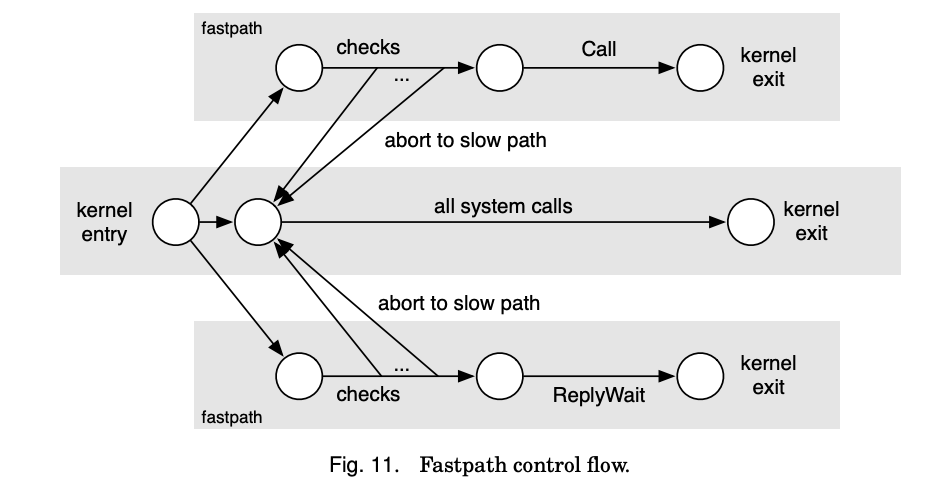 fastpath
checks
Call
kernel
exit
...
abort to slow path
kernel
entry
all system calls
kernel
exit
abort to slow path
...
checks
ReplyWait
kernel
exit
fastpath
Fig. 11. Fastpath control flow.